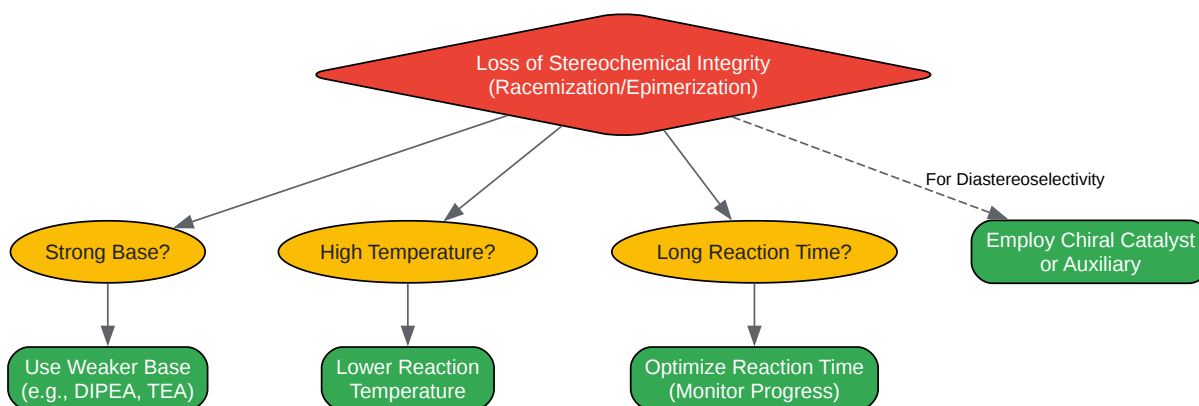 Loss of Stereochemical Integrity
(Racemization/Epimerization)
For Diastereoselectivity
Strong Base?
High Temperature?
Long Reaction Time?
Employ Chiral Catalyst
or Auxiliary
Use Weaker Base
(e.g., DIPEA, TEA)
Lower Reaction
Temperature
Optimize Reaction Time
(Monitor Progress)